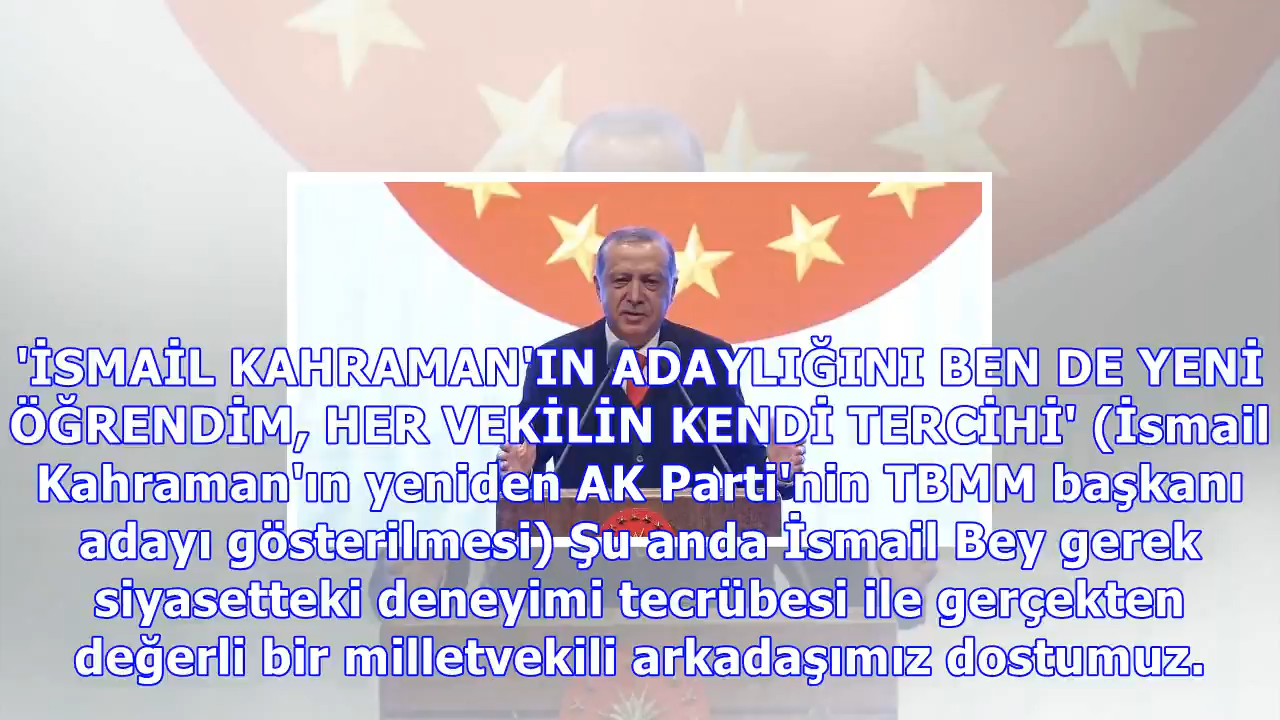 'İSMAİL KAHRAMAN'IN ADAYLIĞINI BEN DE YENİ
ÖĞRENDİM, HER VEKİLİN KENDİ TERCİHİ' (İsmail
Kahraman'ın yeniden AK Parti'nin TBMM başkanı
adayı gösterilmesi) Şu anda İsmail Bey gerek
siyasetteki deneyimi tecrübesi ile gerçekten
değerli bir milletvekili arkadaşımız dostumuz.